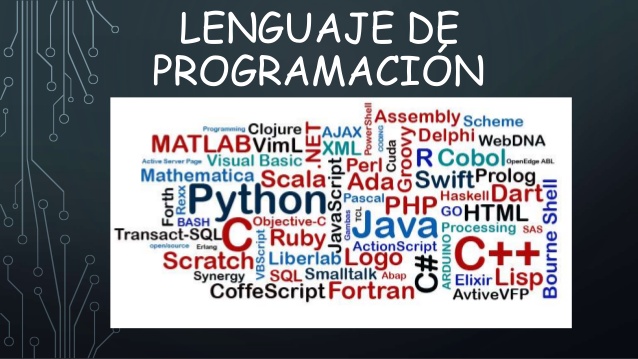 LENGUAJE DE
PROGRAMACIÓN
Programming
Clojure
.NET
AJAX
PowerShell
CODING
Assembly
Scheme
MATLAB
VimL
XML
Cuda
Groovy
Delphi
WebDNA
Active Server Page
Visual Basic
Perl
R
Cobol
OpenEdge ABL
Mathematica
Scala
Ada
Swift
Prolog
Forth
Rexx
Python
JavaScript
Pascal
PHP
Haskell
Dart
BASH
Objective-C
Gambas
TCL
Java
GO
HTML
Bourne Shell
Transact-SQL
C
Ruby
Processing
SAS
opensource
Erlang
VBScript
ActionScript
C++
Scratch
Liberlab
Logo
C#
ARDUINO
Synergy
SQL
Smalltalk
Abap
Elixir
Lisp
CoffeScript
Fortran
AvtiveVFP